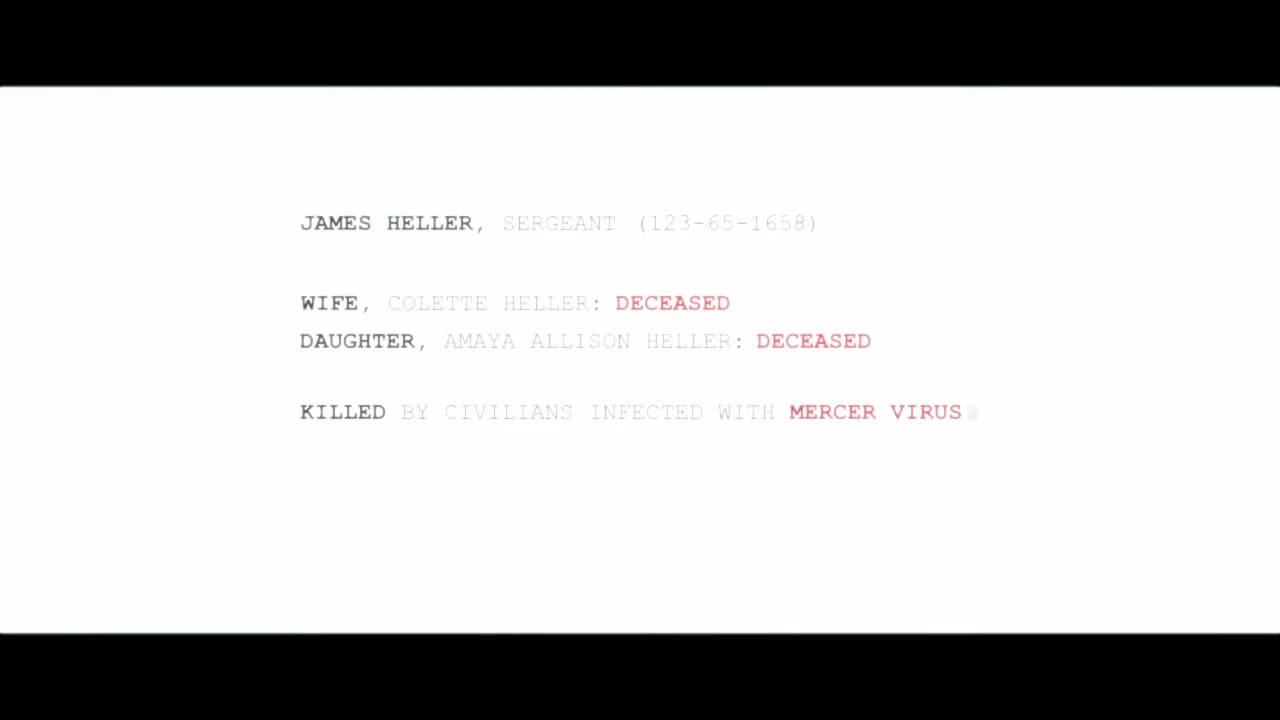 JAMES HELLER, SERGEANT (123-65-1658)
WIFE, COLETTE HELLER: DECEASED
DAUGHTER, AMAYA ALLISON HELLER: DECEASED
KILLED BY CIVILIANS INFECTED WITH MERCER VIRUS